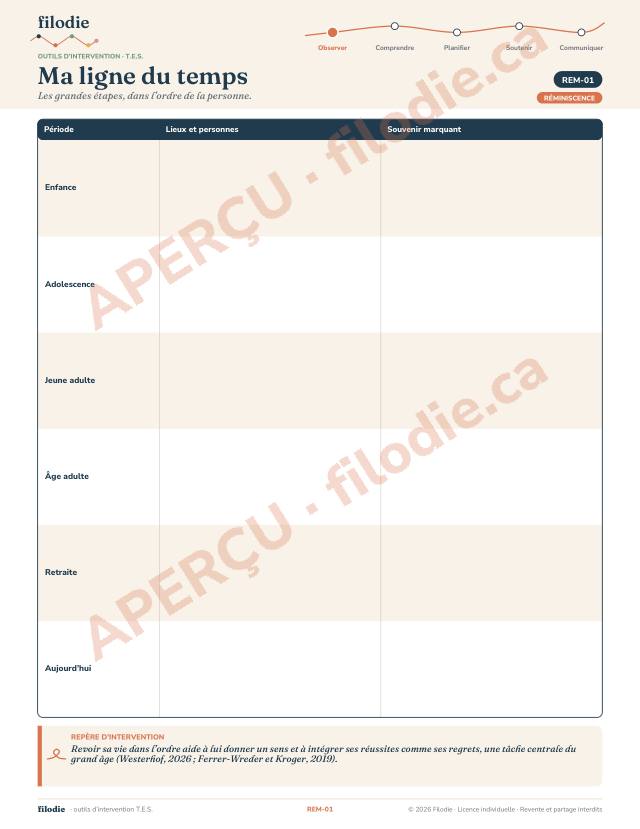 filodie
OUTILS D'INTERVENTION · T.E.S.
Ma ligne du temps
Les grandes étapes, dans l'ordre de la personne.
Observer Comprendre Planifier Soutenir Communiquer
REM-01
RÉMINISCENCE
Période Lieux et personnes Souvenir marquant
Enfance
Adolescence
Jeune adulte
Âge adulte
Retraite
Aujourd'hui
APERÇU · filodie.ca
APERÇU · filodie.ca
REPÈRE D'INTERVENTION
Revoir sa vie dans l'ordre aide à lui donner un sens et à intégrer ses réussites comme ses regrets, une tâche centrale du
grand âge (Westerhof, 2026 ; Ferrer-Wreder et Kroger, 2019).
filodie · outils d'intervention T.E.S. REM-01 © 2026 Filodie · Licence individuelle · Revente et partage interdits